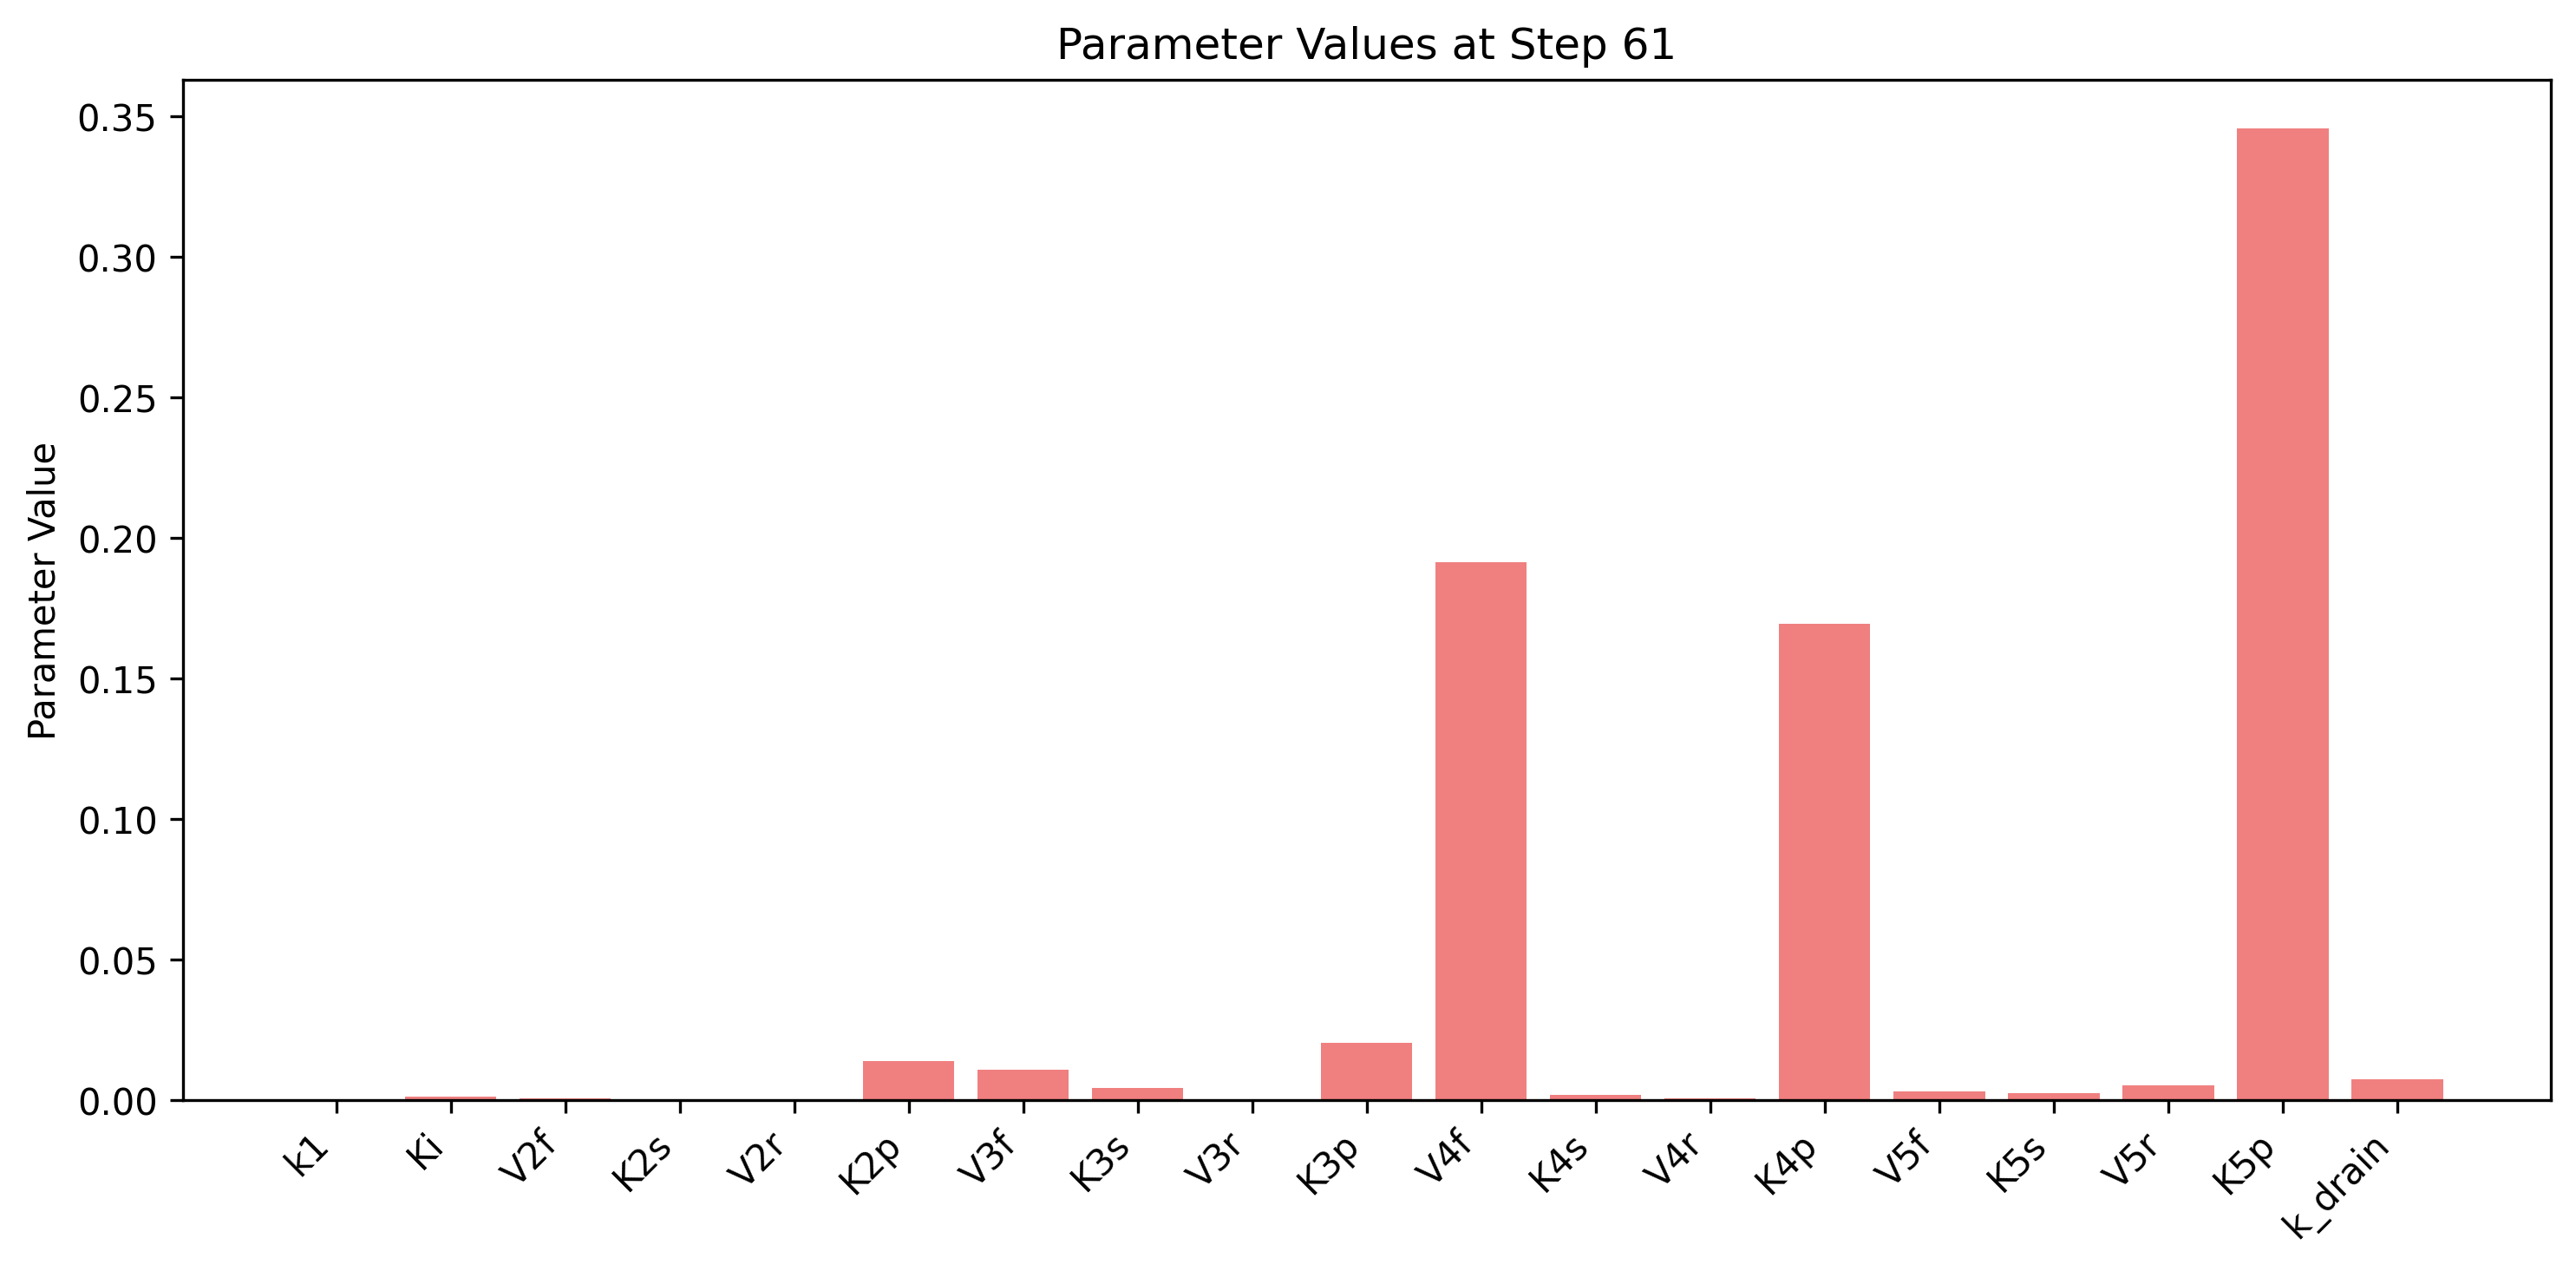 Parameter Values at Step 61
Parameter Value
0.35
0.30
0.25
0.20
0.15
0.10
0.05
0.00
k1
Ki
V2f
K2s
V2r
K2p
V3f
K3s
V3r
K3p
V4f
K4s
V4r
K4p
V5f
K5s
V5r
K5p
k_drain